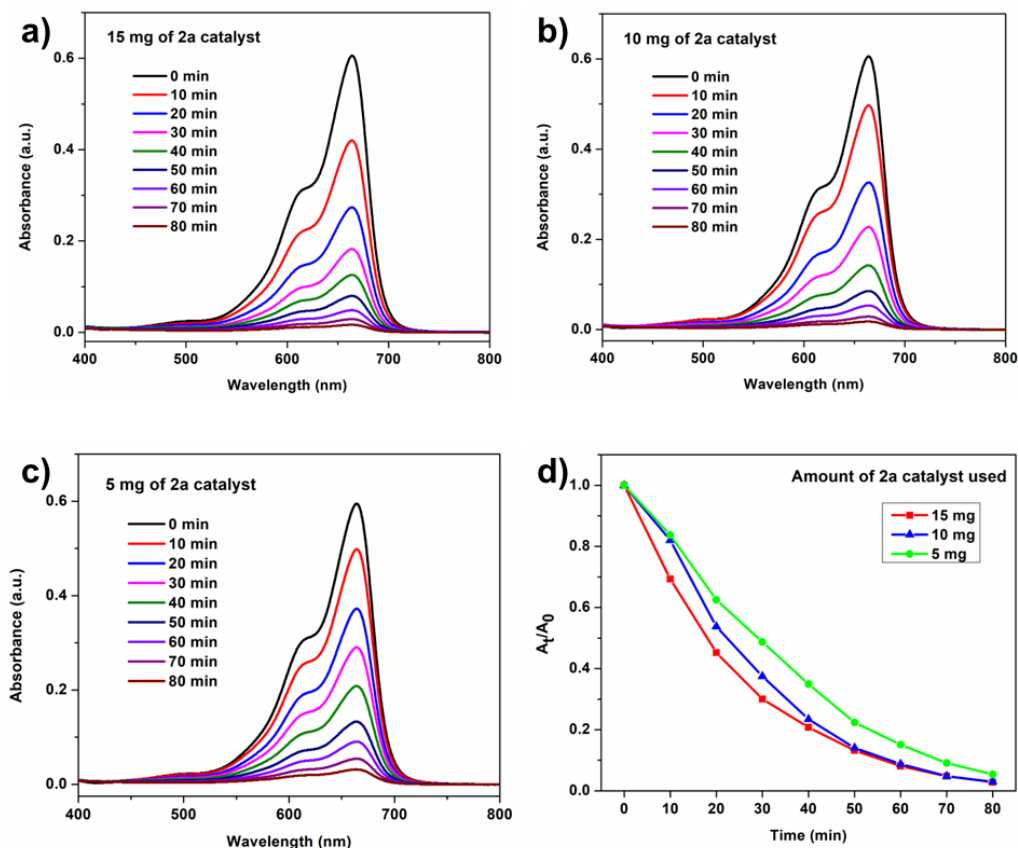 a)
15 mg of 2a catalyst
0 min
10 min
20 min
30 min
40 min
50 min
60 min
70 min
80 min
Absorbance (a.u.)
0.6
0.4
0.2
0.0
400 500 600 700 800
Wavelength (nm)
b)
10 mg of 2a catalyst
0 min
10 min
20 min
30 min
40 min
50 min
60 min
70 min
80 min
Absorbance (a.u.)
0.6
0.4
0.2
0.0
400 500 600 700 800
Wavelength (nm)
c)
5 mg of 2a catalyst
0 min
10 min
20 min
30 min
40 min
50 min
60 min
70 min
80 min
Absorbance (a.u.)
0.6
0.4
0.2
0.0
400 500 600 700 800
Wavelength (nm)
d)
Amount of 2a catalyst used
15 mg
10 mg
5 mg
At/A0
1.0
0.8
0.6
0.4
0.2
0.0
0 10 20 30 40 50 60 70 80
Time (min)